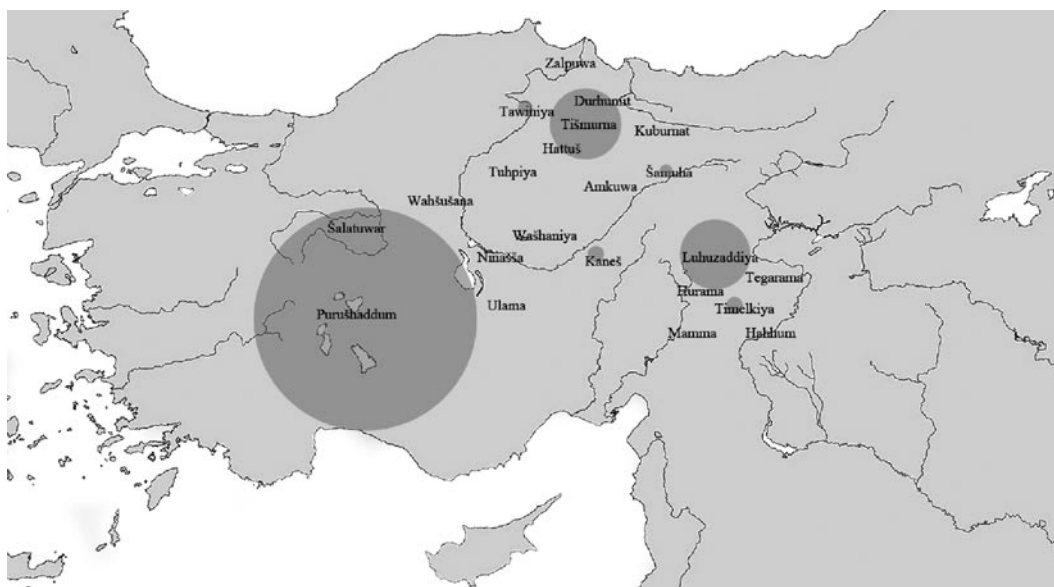 Zalpuwa
Durhumit
Tawiniya
Tišmurna
Kuburnat
Hattuš
Tuhpiya
Šamuha
Amkuwa
Wahšušana
Šalatuwar
Wašhaniya
Ninašša
Kaneš
Luhuzaddiya
Tegarama
Hurama
Ulama
Timelkiya
Purušhaddum
Mamma
Hahhum